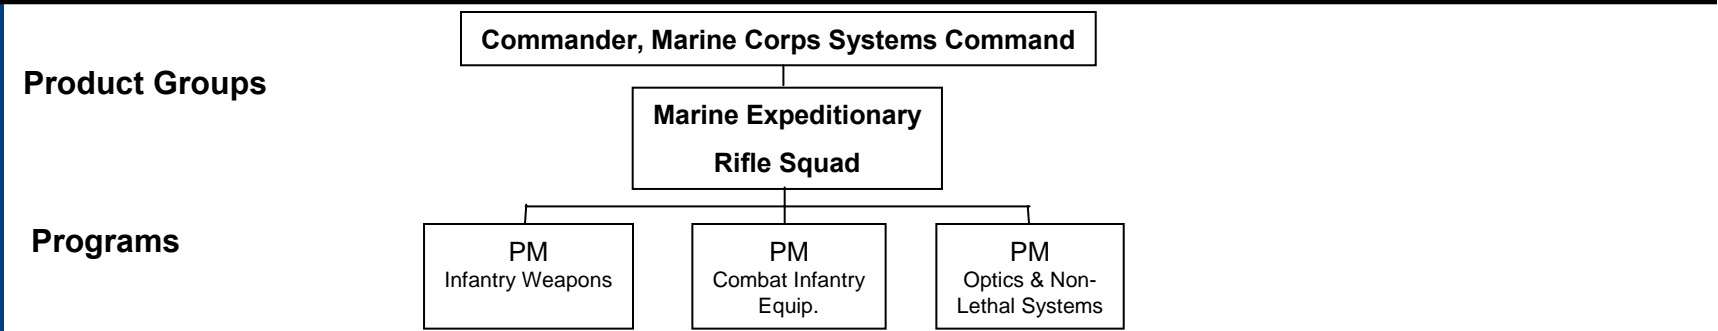 Commander, Marine Corps Systems Command
Product Groups
Marine Expeditionary
Rifle Squad
Programs
PM
Infantry Weapons
PM
Combat Infantry
Equip.
PM
Optics & Non-
Lethal Systems